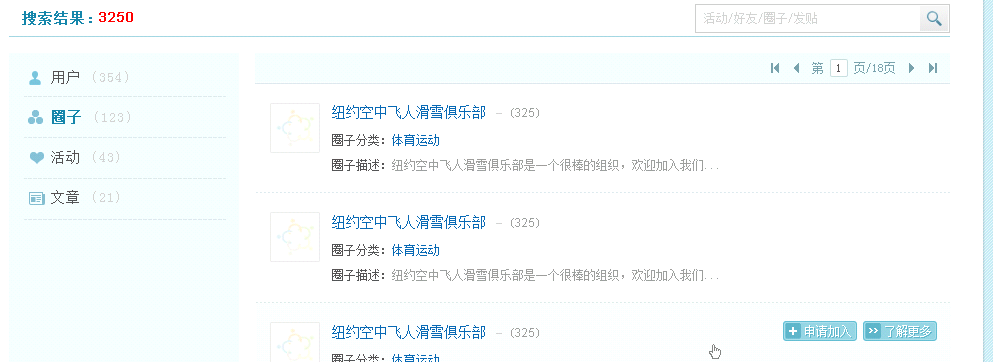 搜索结果：3250
活动/好友/圈子/发贴
用户 (354)
圈子 (123)
活动 (43)
文章 (21)
第 1 页/18页
纽约空中飞人滑雪俱乐部 - (325)
圈子分类：体育运动
圈子描述：纽约空中飞人滑雪俱乐部是一个很棒的组织，欢迎加入我们...
纽约空中飞人滑雪俱乐部 - (325)
圈子分类：体育运动
圈子描述：纽约空中飞人滑雪俱乐部是一个很棒的组织，欢迎加入我们...
纽约空中飞人滑雪俱乐部 - (325)
申请加入 了解更多
圈子分类：体育运动